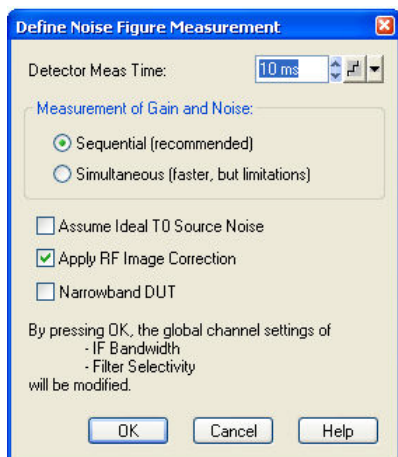 Define Noise Figure Measurement
Detector Meas Time: 10 ms
Measurement of Gain and Noise:
Sequential (recommended)
Simultaneous (faster, but limitations)
Assume Ideal T0 Source Noise
Apply RF Image Correction
Narrowband DUT
By pressing OK, the global channel settings of
- IF Bandwidth
- Filter Selectivity
will be modified.
OK Cancel Help